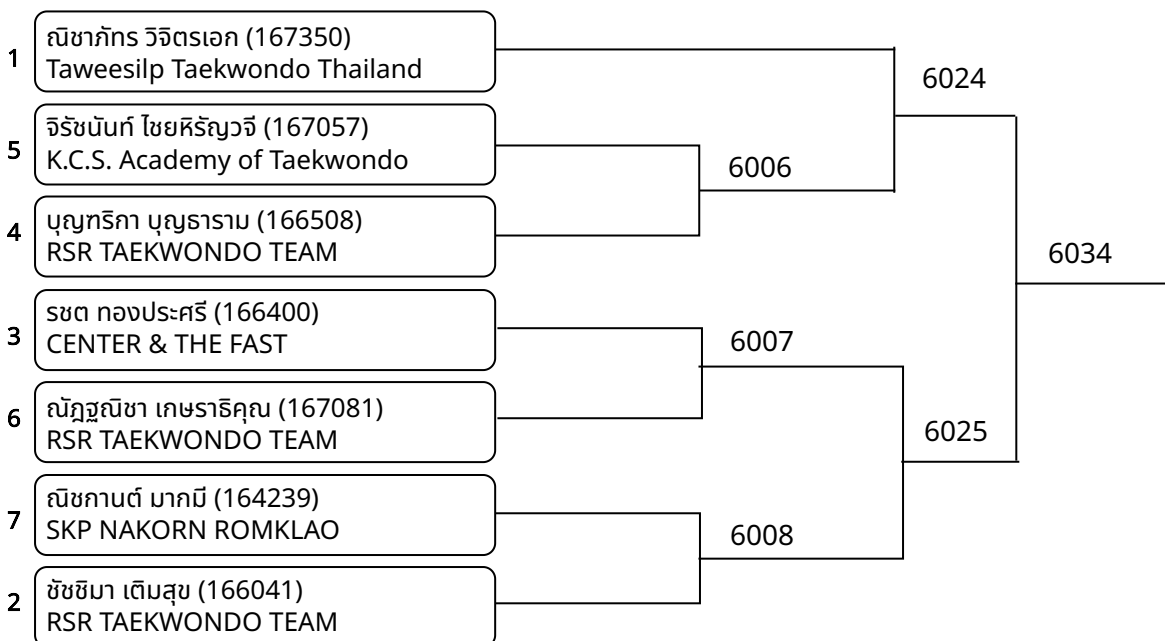 1
ณิชาภัทร วิจิตรเอก (167350)
Taweesilp Taekwondo Thailand
6024
5
จิรัชนันท์ ไชยหิรัญวจี (167057)
K.C.S. Academy of Taekwondo
6006
4
บุญฑริกา บุญธาราม (166508)
RSR TAEKWONDO TEAM
6034
3
รชต ทองประศรี (166400)
CENTER & THE FAST
6007
6
ณัฎฐณิชา เกษราธิคุณ (167081)
RSR TAEKWONDO TEAM
6025
7
ณิชกานต์ มากมี (164239)
SKP NAKORN ROMKLAO
6008
2
ชัชชิมา เติมสุข (166041)
RSR TAEKWONDO TEAM